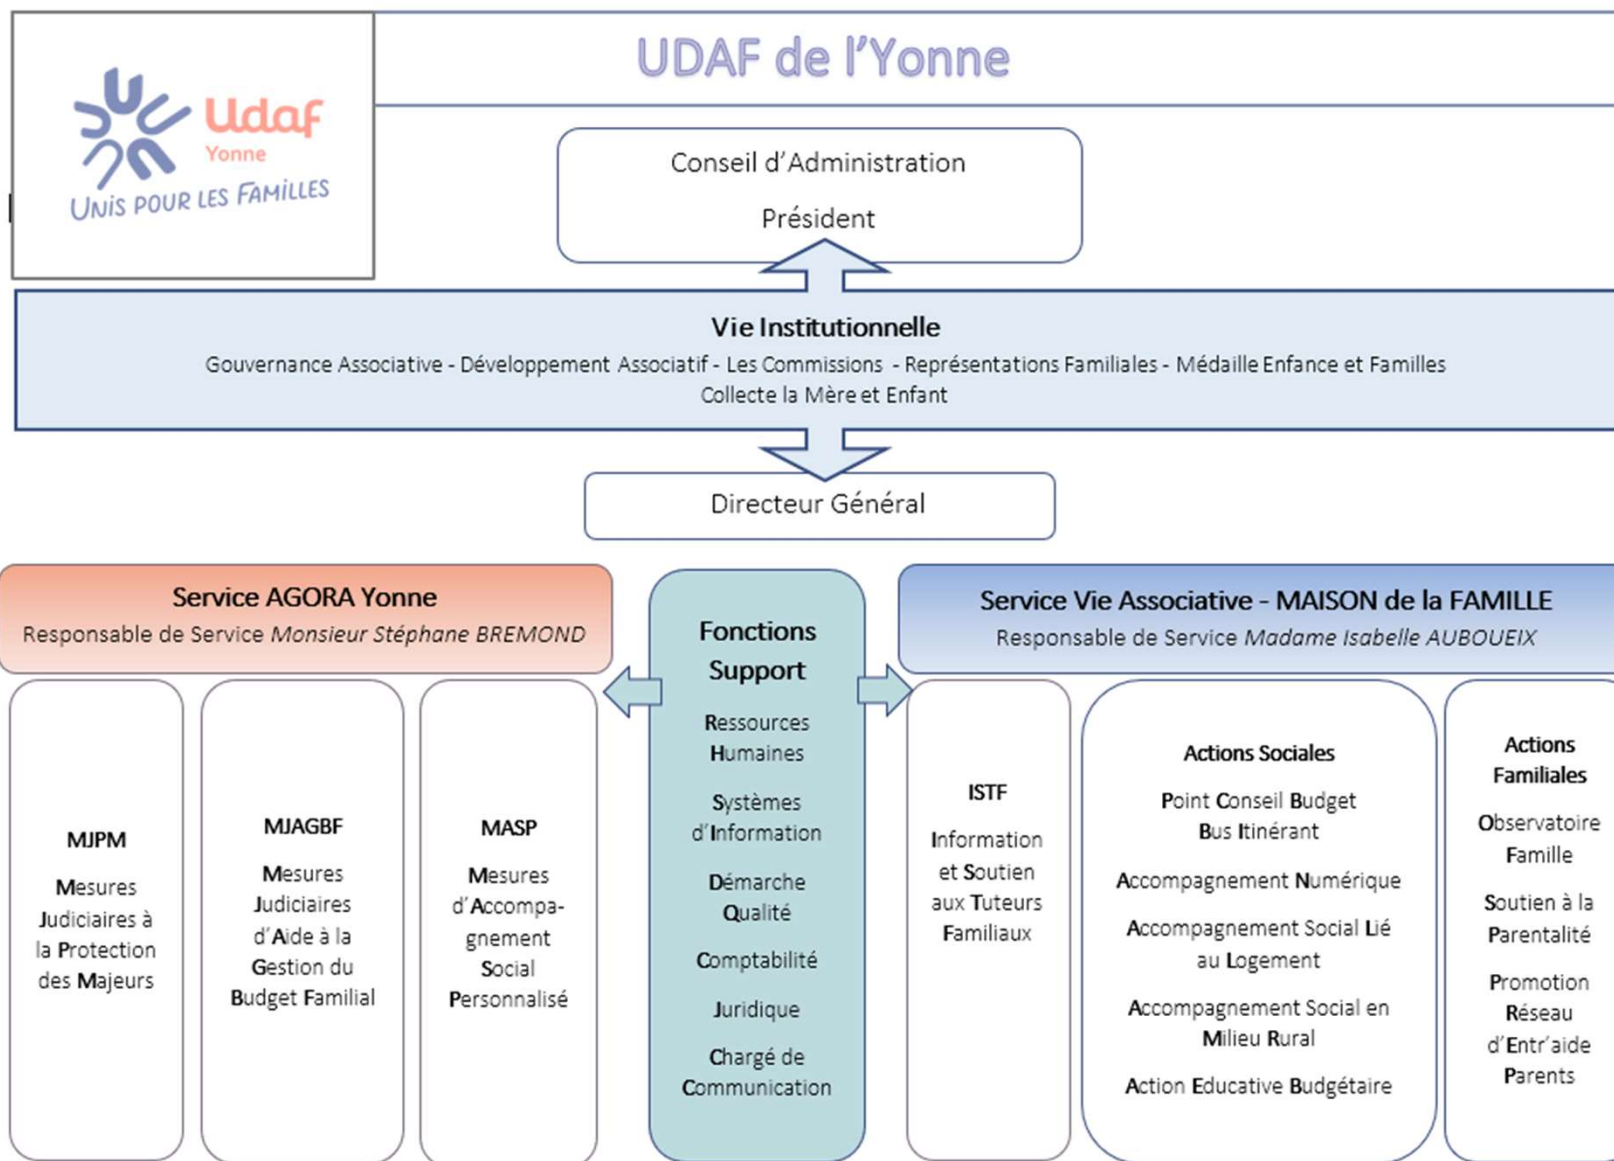 UDAF de l'Yonne
Udaf
Yonne
UNiS POUR LES FAMiLLES
Conseil d'Administration
Président
Vie Institutionnelle
Gouvernance Associative - Développement Associatif - Les Commissions - Représentations Familiales - Médaille Enfance et Familles
Collecte la Mère et Enfant
Directeur Général
Service AGORA Yonne
Responsable de Service Monsieur Stéphane BREMOND
MJPM
Mesures
Judiciaires à
la Protection
des Majeurs
MJAGBF
Mesures
Judiciaires
d'Aide à la
Gestion du
Budget Familial
MASP
Mesures
d'Accompa-
gnement
Social
Personnalisé
Fonctions
Support
Ressources
Humaines
Systèmes
d'Information
Démarche
Qualité
Comptabilité
Juridique
Chargé de
Communication
Service Vie Associative - MAISON de la FAMILLE
Responsable de Service Madame Isabelle AUBOUEIX
ISTF
Information
et Soutien
aux Tuteurs
Familiaux
Actions Sociales
Point Conseil Budget
Bus Itinérant
Accompagnement Numérique
Accompagnement Social Lié
au Logement
Accompagnement Social en
Milieu Rural
Action Educative Budgétaire
Actions
Familiales
Observatoire
Famille
Soutien à la
Parentalité
Promotion
Réseau
d'Entr'aide
Parents